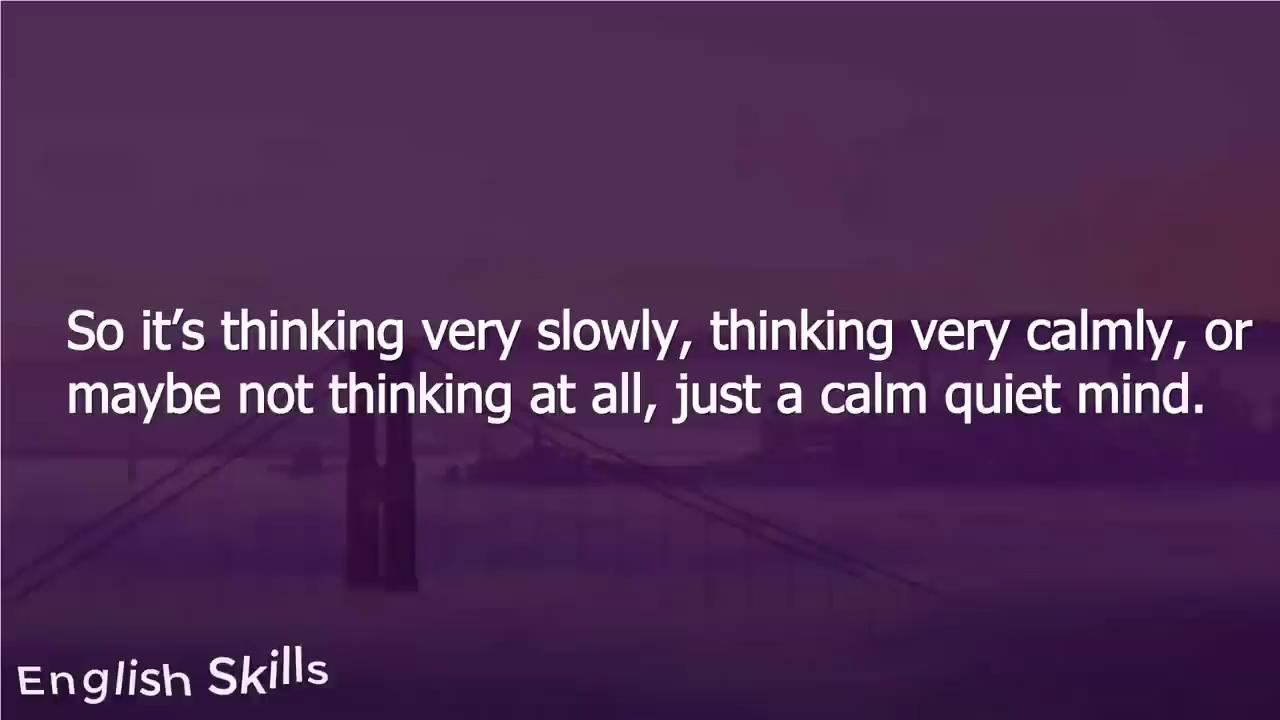 So it’s thinking very slowly, thinking very calmly, or
maybe not thinking at all, just a calm quiet mind.
English Skills